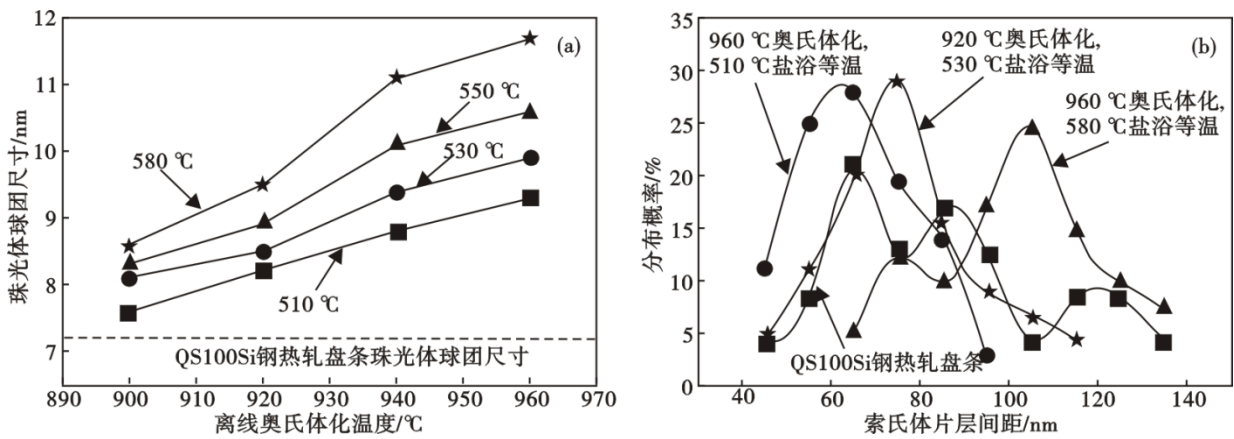 12
11
10
9
8
7
珠光体球团尺寸/nm
(a)
580 ℃
550 ℃
530 ℃
510 ℃
QS100Si钢热轧盘条珠光体球团尺寸
890 900 910 920 930 940 950 960 970
离线奥氏体化温度/℃
35
30
25
20
15
10
5
0
分布概率/%
(b)
960 ℃奥氏体化,
510 ℃盐浴等温
920 ℃奥氏体化,
530 ℃盐浴等温
960 ℃奥氏体化,
580 ℃盐浴等温
QS100Si钢热轧盘条
40 60 80 100 120 140
索氏体片层间距/nm